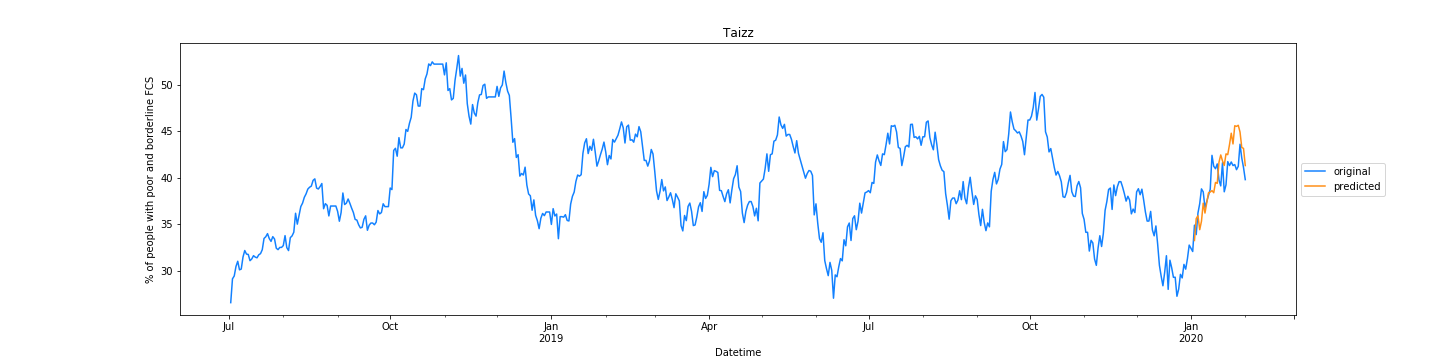 Taizz
% of people with poor and borderline FCS
50
45
40
35
30
Jul
Oct
Jan
2019
Apr
Jul
Oct
Jan
2020
Datetime
original
predicted